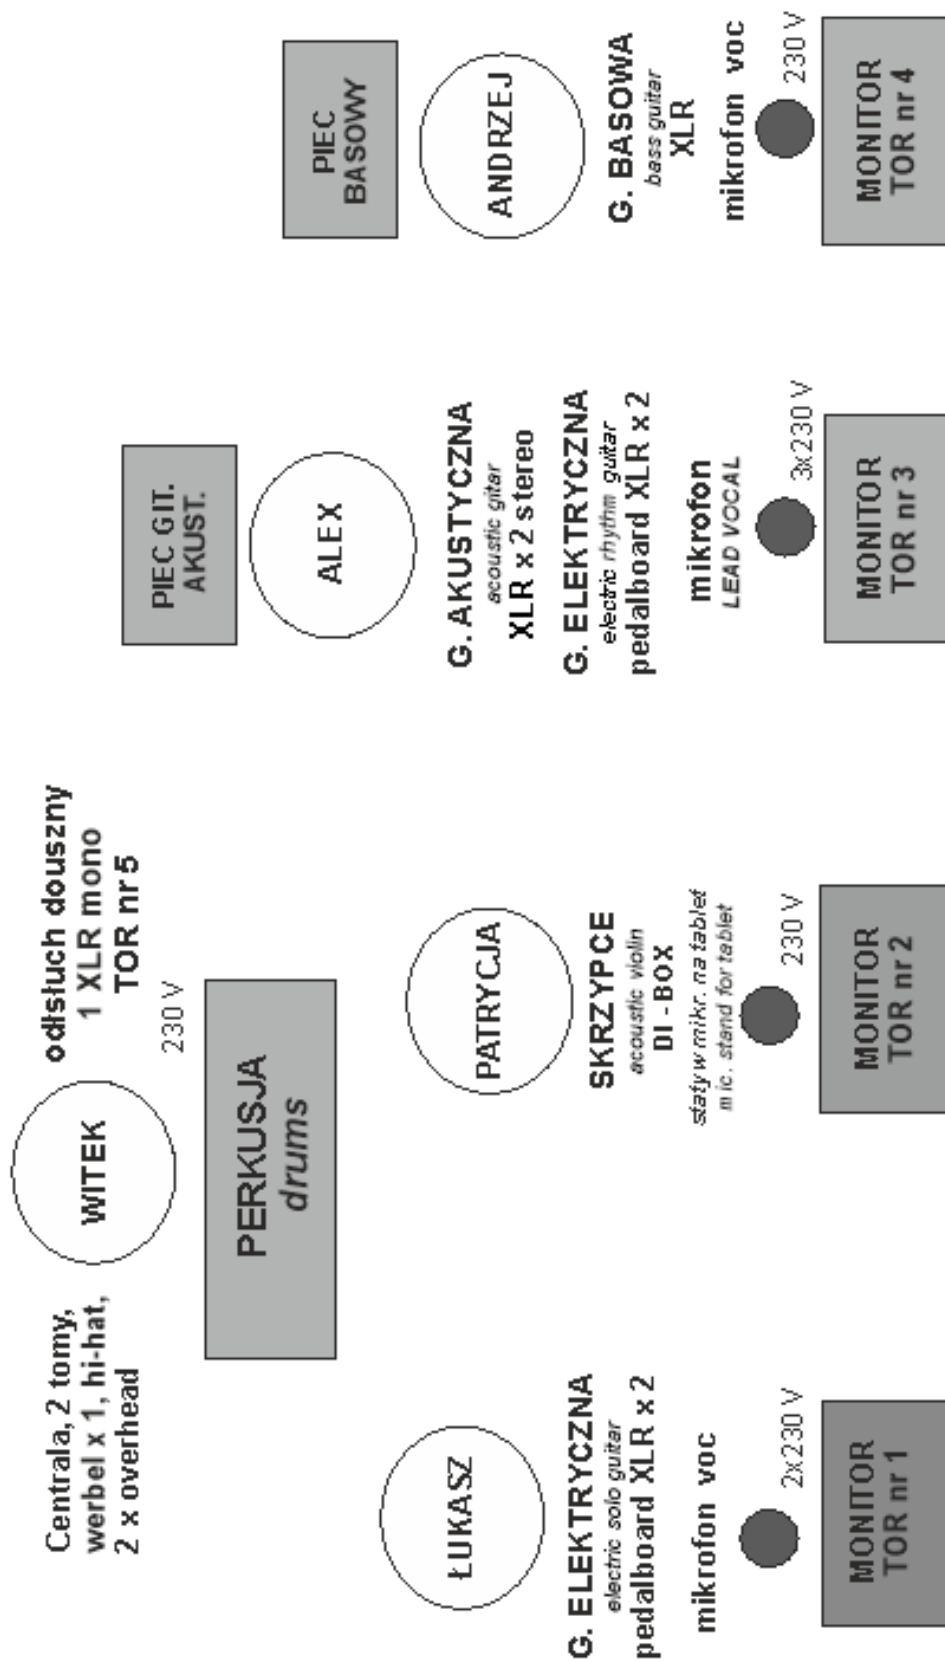 Centrala, 2 tomy,
werbel x 1, hi-hat,
2 x overhead
WITEK
odsłuch douszny
1 XLR mono
TOR nr 5
230 V
PERKUSJA
drums
ŁUKASZ
G. ELEKTRYCZNA
electric solo guitar
pedalboard XLR x 2
mikrofon voc
2x230 V
MONITOR
TOR nr 1
PATRYCJA
SKRZYPCE
acoustic violin
DI - BOX
statyw mikr. na tablet
mic. stand for tablet
230 V
MONITOR
TOR nr 2
PIEC GIT.
AKUST.
ALEX
G. AKUSTYCZNA
acoustic gitar
XLR x 2 stereo
G. ELEKTRYCZNA
electric rhythm guitar
pedalboard XLR x 2
mikrofon
LEAD VOCAL
3x230 V
MONITOR
TOR nr 3
PIEC
BASOWY
ANDRZEJ
G. BASOWA
bass guitar
XLR
mikrofon voc
230 V
MONITOR
TOR nr 4